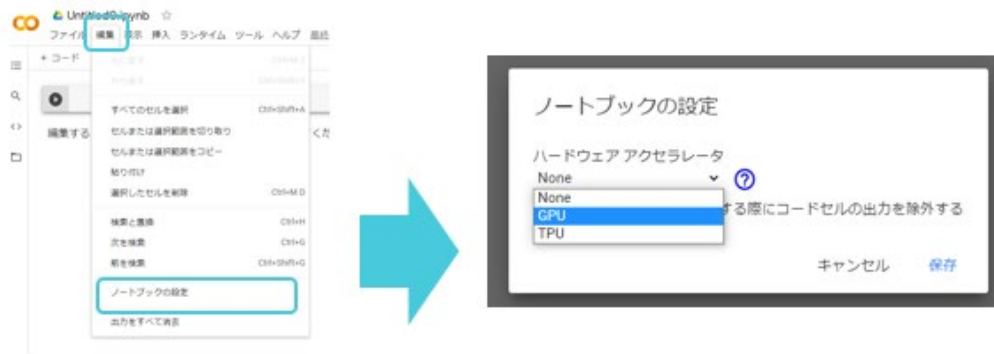 Untitled0.ipynb
ファイル 編集 表示 挿入 ランタイム ツール ヘルプ
+ コード
すべてのセルを選択 Ctrl+Shift+A
セルまたは選択範囲を切り取り
セルまたは選択範囲をコピー
貼り付け
選択したセルを削除 Ctrl+M D
検索と置換 Ctrl+H
次を検索 Ctrl+G
前を検索 Ctrl+Shift+G
ノートブックの設定
出力をすべて消去
編集する
くだ
ノートブックの設定
ハードウェア アクセラレータ
None
None
GPU
TPU
する際にコードセルの出力を除外する
キャンセル 保存